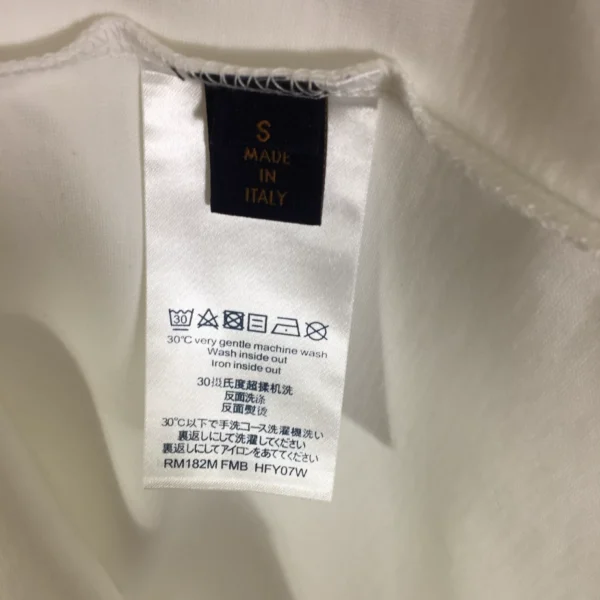 S
MADE
IN
ITALY
30
30℃ very gentle machine wash
Wash inside out
Iron inside out
30摄氏度超揉机洗
反面洗涤
反面熨烫
30℃以下で手洗コース洗濯機洗い
裏返しにして洗濯してください
裏返しにしてアイロンをあててください
RM182M FMB HFY07W